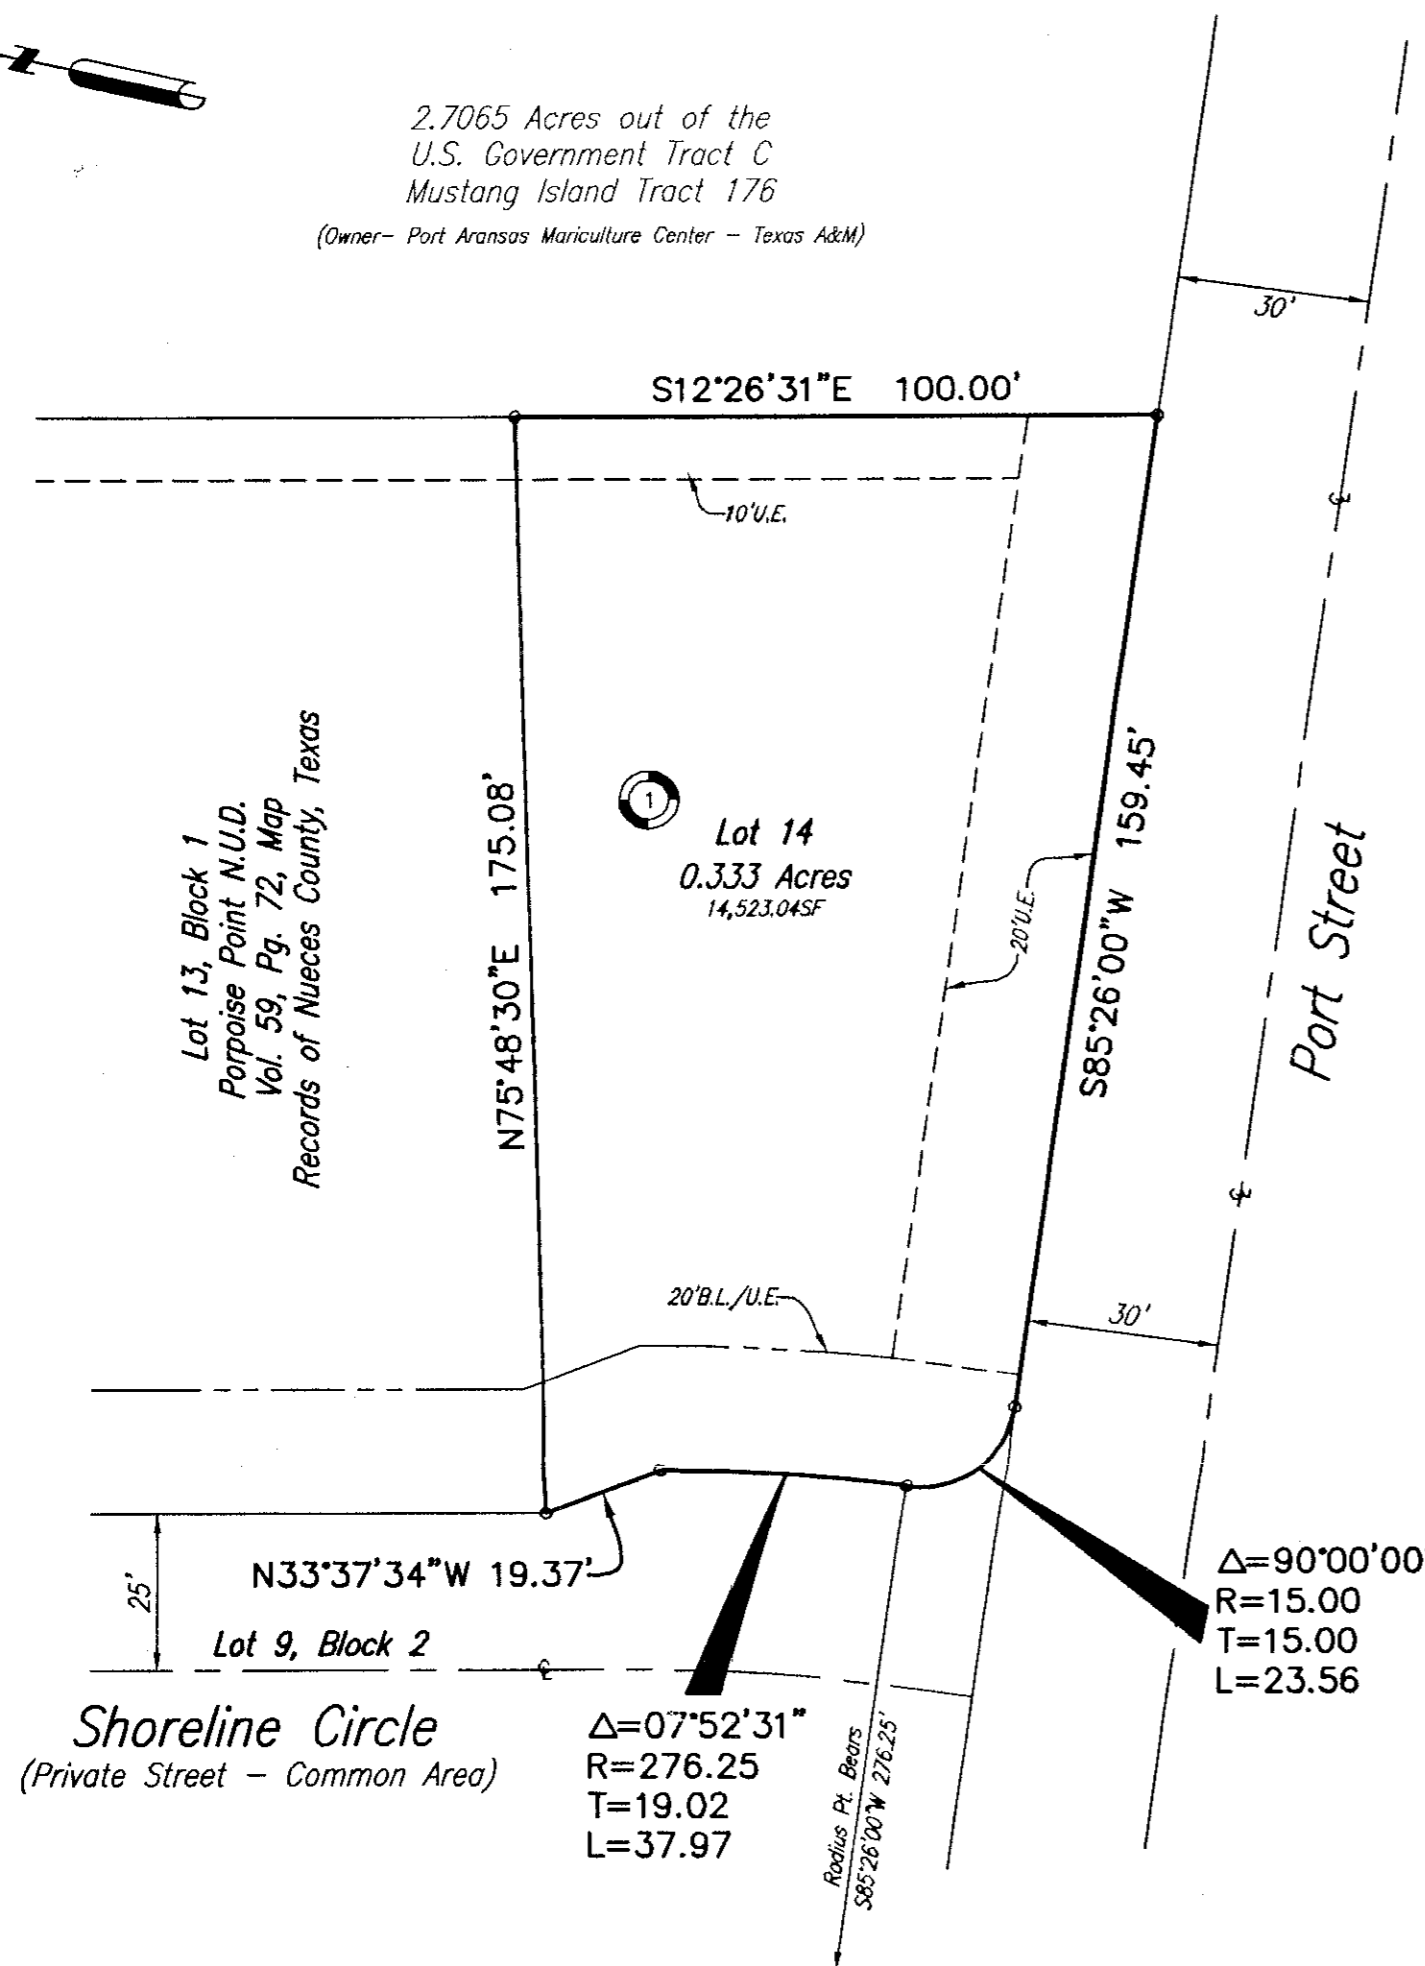 2.7065 Acres out of the
U.S. Government Tract C
Mustang Island Tract 176
(Owner- Port Aransas Mariculture Center - Texas A&M)
30'
S12°26'31"E 100.00'
10'U.E.
Lot 13, Block 1
Porpoise Point N.U.D.
Vol. 59, Pg. 72, Map
Records of Nueces County, Texas
N75°48'30"E 175.08'
1
Lot 14
0.333 Acres
14,523.04SF
20'U.E.
S85°26'00"W 159.45'
Port Street
20'B.L./U.E.
30'
N33°37'34"W 19.37'
25'
Lot 9, Block 2
Shoreline Circle
(Private Street - Common Area)
Δ=07°52'31"
R=276.25
T=19.02
L=37.97
Radius Pt. Bears
S85°26'00"W 276.25'
Δ=90°00'00
R=15.00
T=15.00
L=23.56